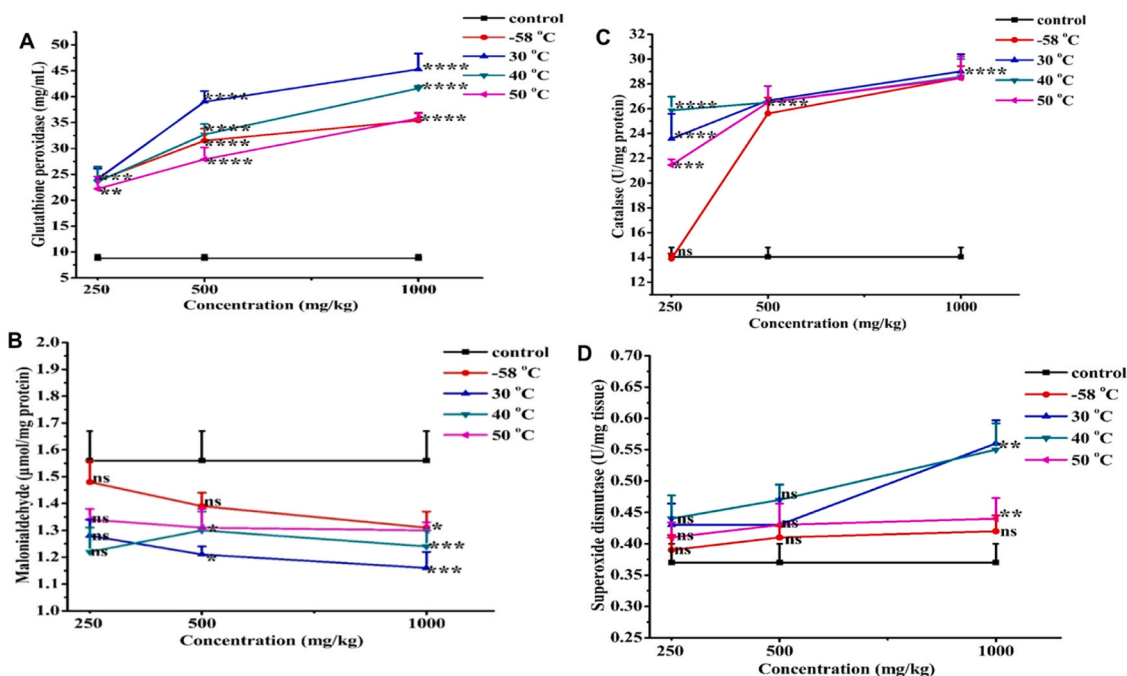 A
Glutathione peroxidase (mg/mL)
50
45
40
35
30
25
20
15
10
5
250
500
1000
Concentration (mg/kg)
control
-58 °C
30 °C
40 °C
50 °C
****
****
****
****
****
****
****
***
**
C
Catalase (U/mg protein)
32
30
28
26
24
22
20
18
16
14
12
250
500
1000
Concentration (mg/kg)
control
-58 °C
30 °C
40 °C
50 °C
****
****
****
****
***
ns
B
Malonialdehyde (µmol/mg protein)
2.0
1.9
1.8
1.7
1.6
1.5
1.4
1.3
1.2
1.1
1.0
250
500
1000
Concentration (mg/kg)
control
-58 °C
30 °C
40 °C
50 °C
ns
ns
ns
ns
ns
*
*
*
***
***
D
Superoxide dismutase (U/mg tissue)
0.70
0.65
0.60
0.55
0.50
0.45
0.40
0.35
0.30
0.25
250
500
1000
Concentration (mg/kg)
control
-58 °C
30 °C
40 °C
50 °C
ns
ns
ns
ns
ns
ns
**
**
ns